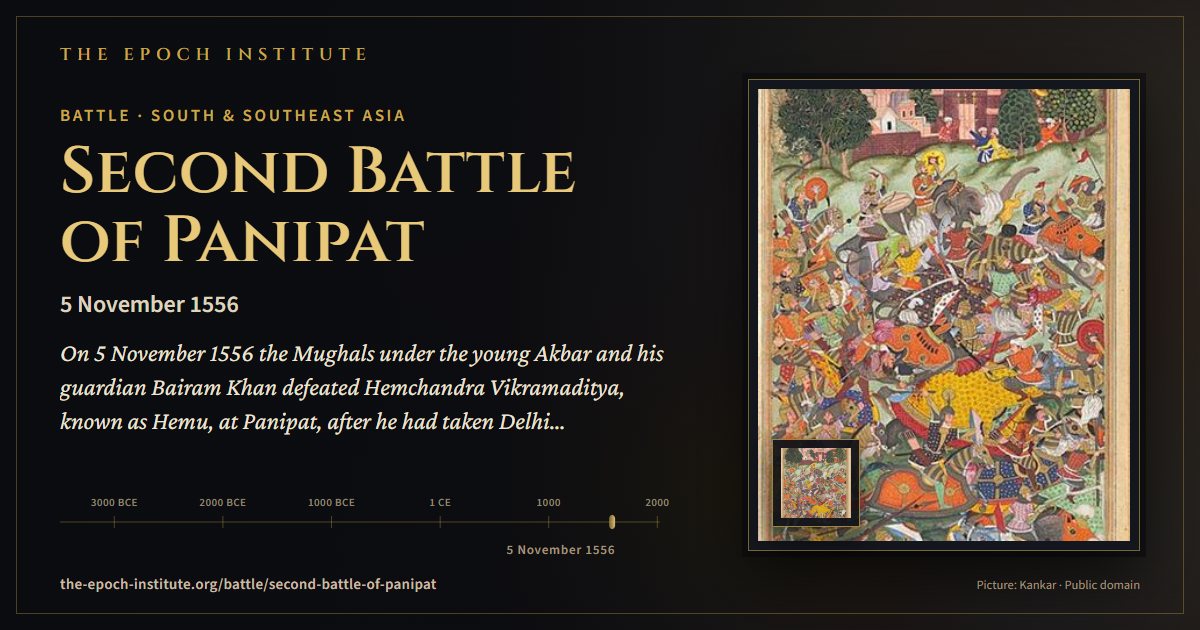 THE EPOCH INSTITUTE
BATTLE · SOUTH & SOUTHEAST ASIA
SECOND BATTLE
OF PANIPAT
5 November 1556
On 5 November 1556 the Mughals under the young Akbar and his
guardian Bairam Khan defeated Hemchandra Vikramaditya,
known as Hemu, at Panipat, after he had taken Delhi...
3000 BCE 2000 BCE 1000 BCE 1 CE 1000 2000
5 November 1556
the-epoch-institute.org/battle/second-battle-of-panipat
Picture: Kankar · Public domain